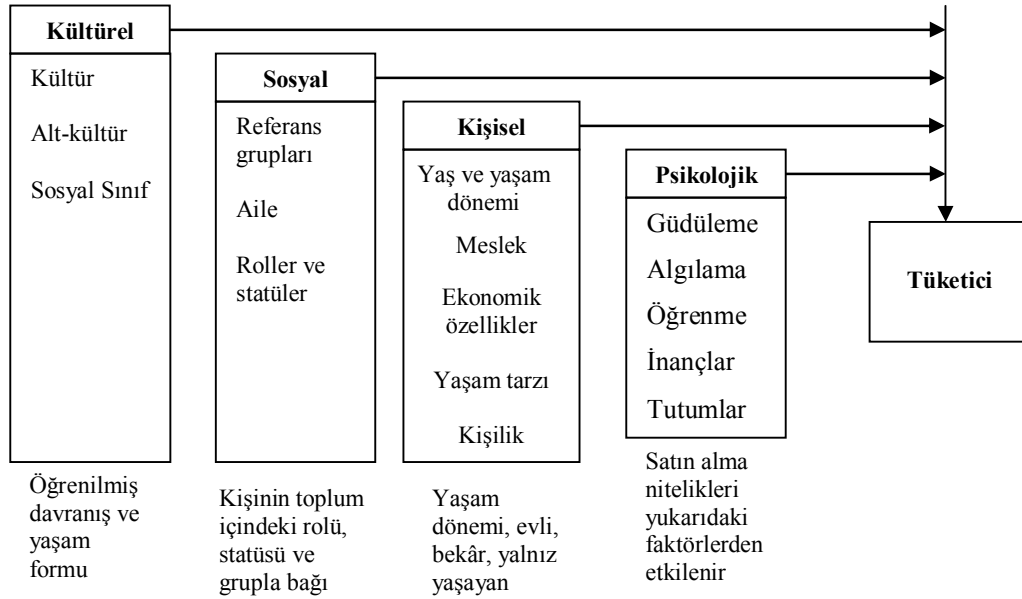 Kültürel
Kültür
Alt-kültür
Sosyal Sınıf
Öğrenilmiş
davranış ve
yaşam
formu
Sosyal
Referans
grupları
Aile
Roller ve
statüler
Kişinin toplum
içindeki rolü,
statüsü ve
grupla bağı
Kişisel
Yaş ve yaşam
dönemi
Meslek
Ekonomik
özellikler
Yaşam tarzı
Kişilik
Yaşam
dönemi, evli,
bekâr, yalnız
yaşayan
Psikolojik
Güdüleme
Algılama
Öğrenme
İnançlar
Tutumlar
Satın alma
nitelikleri
yukarıdaki
faktörlerden
etkilenir
Tüketici